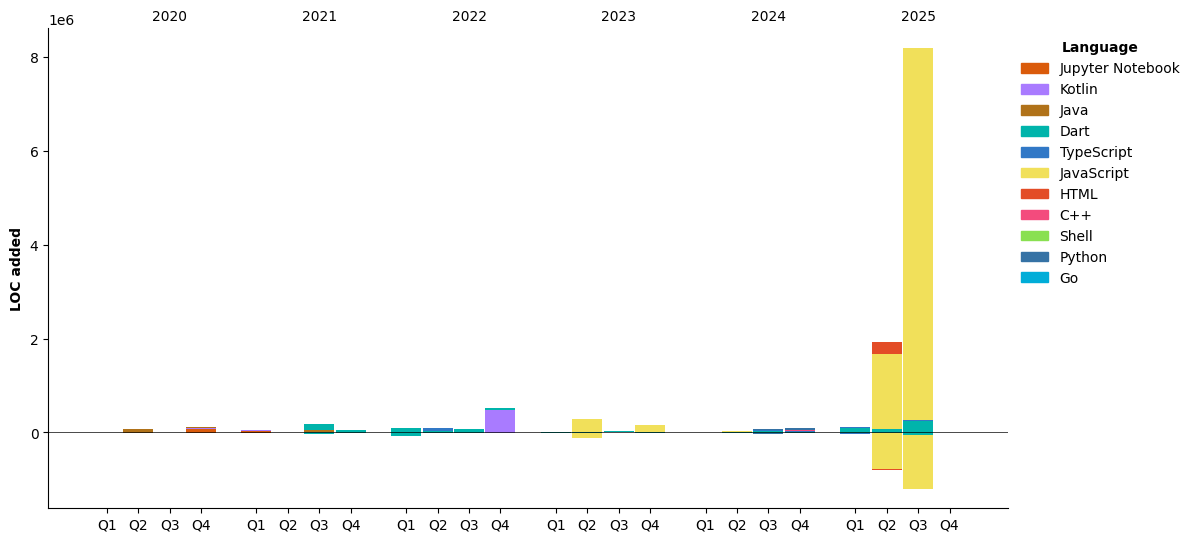 1e6
2020 2021 2022 2023 2024 2025
8
6
4
2
0
LOC added
Q1 Q2 Q3 Q4 Q1 Q2 Q3 Q4 Q1 Q2 Q3 Q4 Q1 Q2 Q3 Q4 Q1 Q2 Q3 Q4 Q1 Q2 Q3 Q4
Language
Jupyter Notebook
Kotlin
Java
Dart
TypeScript
JavaScript
HTML
C++
Shell
Python
Go